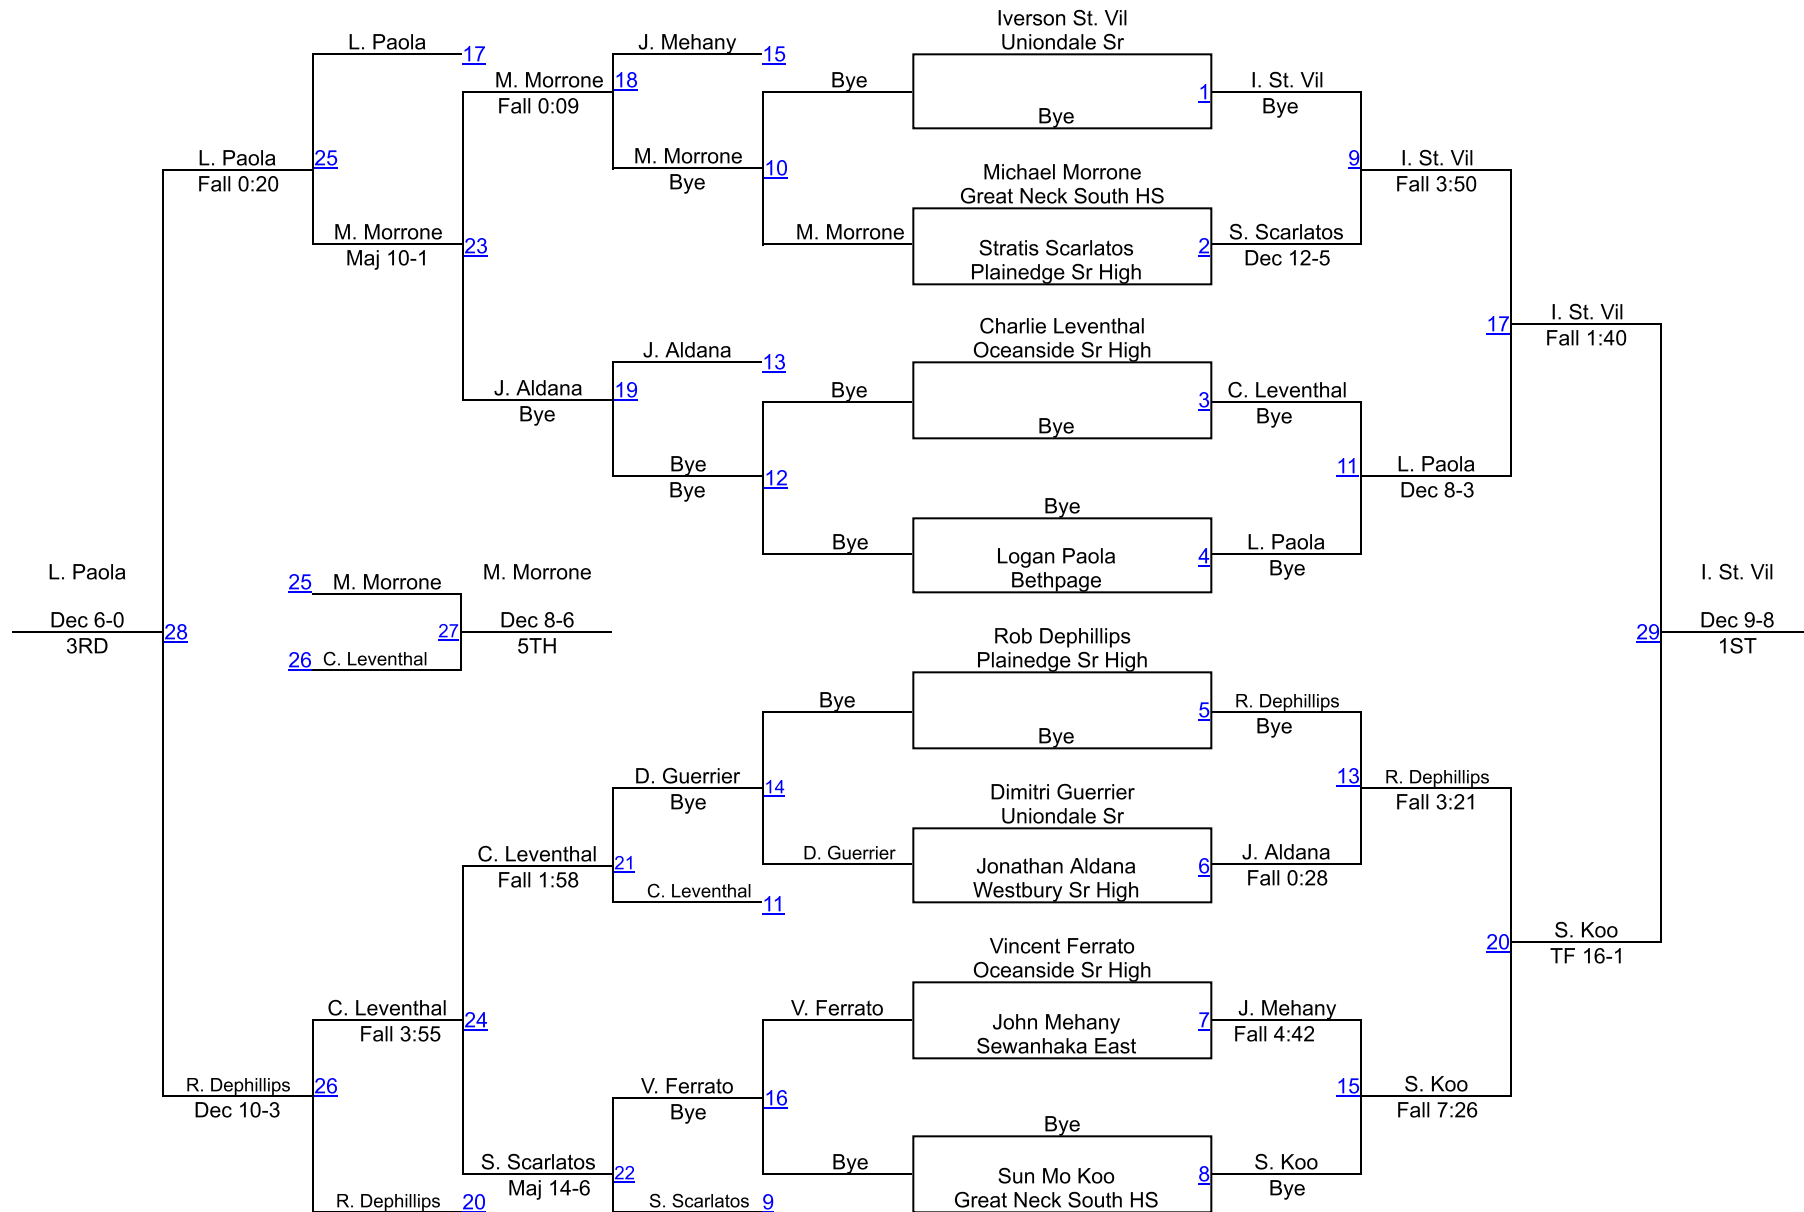 Iverson St. Vil
L. Paola
J. Mehany
Uniondale Sr
17
15
M. Morrone
18
Bye
1
I. St. Vil
Fall 0:09
Bye
Bye
L. Paola
25
M. Morrone
10
9
I. St. Vil
Fall 0:20
Bye
Michael Morrone
Fall 3:50
Great Neck South HS
M. Morrone
23
M. Morrone
Stratis Scarlatos
2
S. Scarlatos
Maj 10-1
Plainedge Sr High
Dec 12-5
Charlie Leventhal
17
I. St. Vil
J. Aldana
13
Oceanside Sr High
Fall 1:40
J. Aldana
19
Bye
3
C. Leventhal
Bye
Bye
Bye
Bye
12
11
L. Paola
Bye
Bye
Dec 8-3
Bye
Logan Paola
4
L. Paola
L. Paola
25
M. Morrone
M. Morrone
Bethpage
Bye
I. St. Vil
Dec 6-0
28
27
Dec 8-6
29
Dec 9-8
3RD
26
C. Leventhal
5TH
Rob Dephillips
1ST
Plainedge Sr High
Bye
5
R. Dephillips
Bye
Bye
D. Guerrier
14
13
R. Dephillips
Bye
Dimitri Guerrier
Fall 3:21
Uniondale Sr
C. Leventhal
21
D. Guerrier
Jonathan Aldana
6
J. Aldana
Fall 1:58
C. Leventhal
11
Westbury Sr High
Fall 0:28
Vincent Ferrato
20
S. Koo
Oceanside Sr High
TF 16-1
C. Leventhal
24
V. Ferrato
John Mehany
7
J. Mehany
Fall 3:55
Sewanhaka East
Fall 4:42
R. Dephillips
26
V. Ferrato
16
15
S. Koo
Dec 10-3
Bye
Bye
Fall 7:26
S. Scarlatos
22
Bye
Sun Mo Koo
8
S. Koo
Maj 14-6
Great Neck South HS
Bye
R. Dephillips
20
S. Scarlatos
9